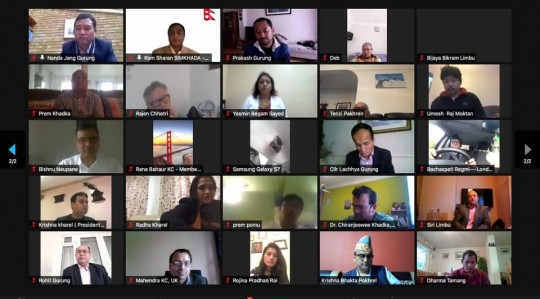 Nanda Jang Gurung
Ram Sharan SIMKHADA -...
Prakash Gurung
Deb
Bijaya Bikram Limbu
Prem Khadka
Rajen Chhetri
Yasmin Begam Sayed
Tensi Pakhrin
Umesh Raj Moktan
2/2
2/2
Bishnu Neupane
Rana Bahaur KC - Membe...
Samsung Galaxy S7
Cllr Lachhya Gurung
Bachaspati Regmi---Lond...
Krishna kharel ( President...
Radha Kharel
prem pomu
Dr. Chiranjeewee Khadka,...
Siri Limbu
Rohit Gurung
Mahendra KC, UK
Rojina Pradhan Rai
Krishna Bhakta Pokhrel
Dharma Tamang